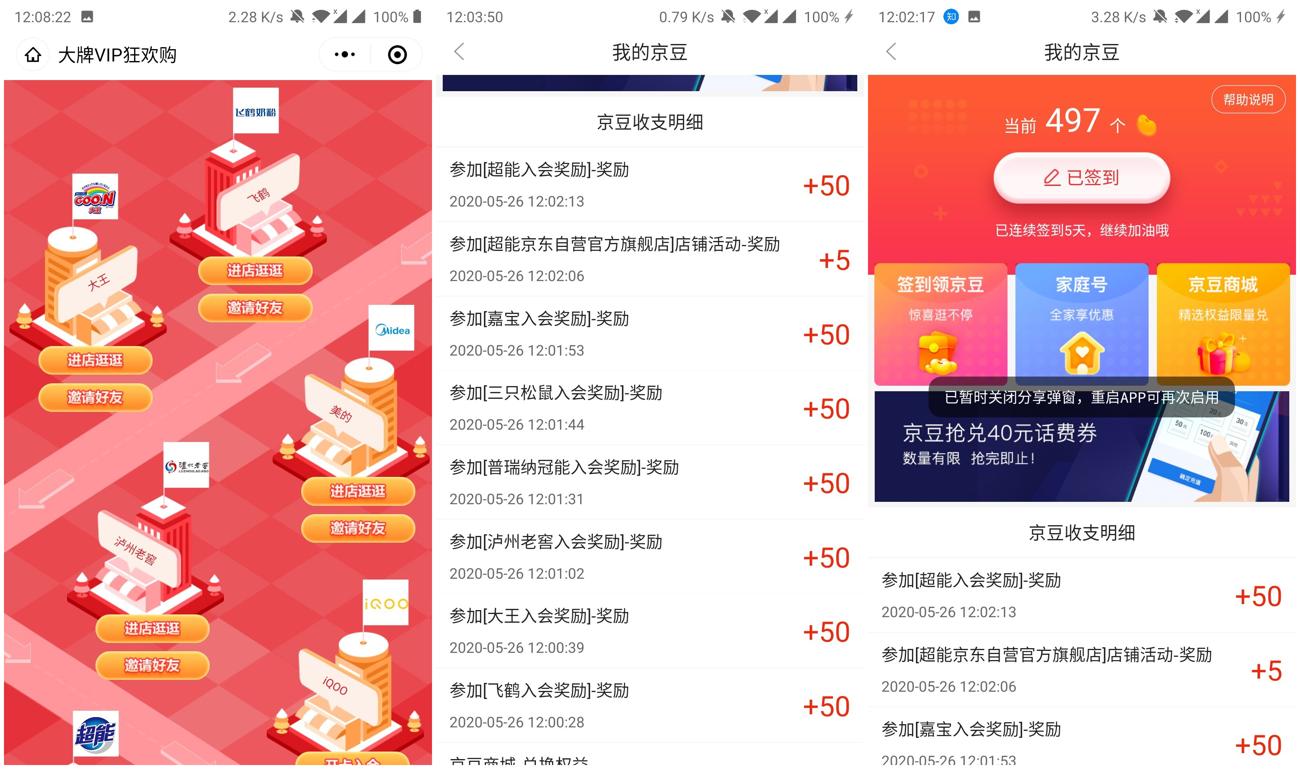 12:08:22
2.28 K/s
100%
大牌VIP狂欢购
飞鹤奶粉
飞鹤
进店逛逛
邀请好友
GOO.N
大王
进店逛逛
邀请好友
Midea
美的
进店逛逛
邀请好友
泸州老窖
泸州老窖
进店逛逛
邀请好友
iQOO
iQOO
开卡入会
超能
12:03:50
0.79 K/s
100%
我的京豆
京豆收支明细
参加[超能入会奖励]-奖励
2020-05-26 12:02:13
+50
参加[超能京东自营官方旗舰店]店铺活动-奖励
2020-05-26 12:02:06
+5
参加[嘉宝入会奖励]-奖励
2020-05-26 12:01:53
+50
参加[三只松鼠入会奖励]-奖励
2020-05-26 12:01:44
+50
参加[普瑞纳冠能入会奖励]-奖励
2020-05-26 12:01:31
+50
参加[泸州老窖入会奖励]-奖励
2020-05-26 12:01:02
+50
参加[大王入会奖励]-奖励
2020-05-26 12:00:39
+50
参加[飞鹤入会奖励]-奖励
2020-05-26 12:00:28
+50
京豆商城-兑换权益
12:02:17
知
3.28 K/s
100%
我的京豆
帮助说明
当前 497 个
已签到
已连续签到5天，继续加油哦
签到领京豆
惊喜逛不停
家庭号
全家享优惠
京豆商城
精选权益限量兑
已暂时关闭分享弹窗，重启APP可再次启用
京豆抢兑40元话费券
数量有限 抢完即止！
20元
30元
50元
100元
确定充值
京豆收支明细
参加[超能入会奖励]-奖励
2020-05-26 12:02:13
+50
参加[超能京东自营官方旗舰店]店铺活动-奖励
2020-05-26 12:02:06
+5
参加[嘉宝入会奖励]-奖励
2020-05-26 12:01:53
+50